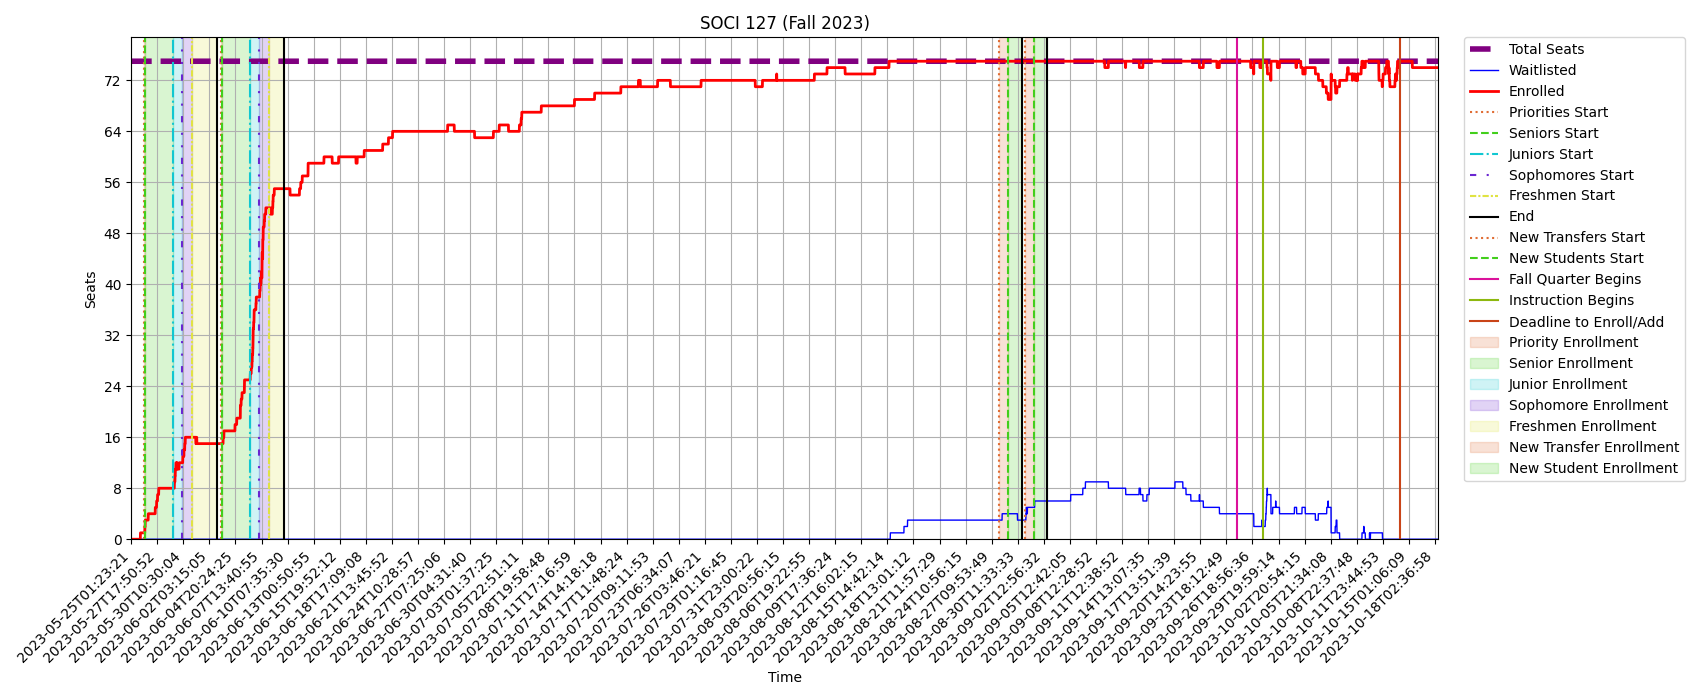 SOCI 127 (Fall 2023)
Seats
72
64
56
48
40
32
24
16
8
0
2023-05-25T01:23:21
2023-05-27T17:50:52
2023-05-30T10:30:04
2023-06-02T03:15:05
2023-06-04T20:24:25
2023-06-07T13:40:55
2023-06-10T07:35:30
2023-06-13T00:50:55
2023-06-15T19:52:12
2023-06-18T17:09:08
2023-06-21T13:45:52
2023-06-24T10:28:57
2023-06-27T07:25:06
2023-06-30T04:31:40
2023-07-03T01:37:25
2023-07-05T22:51:11
2023-07-08T19:58:48
2023-07-11T17:16:59
2023-07-14T14:18:18
2023-07-17T11:48:24
2023-07-20T09:11:53
2023-07-23T06:34:07
2023-07-26T03:46:21
2023-07-29T01:16:45
2023-07-31T23:00:22
2023-08-03T20:56:15
2023-08-06T19:22:55
2023-08-09T17:36:24
2023-08-12T16:02:15
2023-08-15T14:42:14
2023-08-18T13:01:12
2023-08-21T11:57:29
2023-08-24T10:56:15
2023-08-27T09:53:49
2023-08-30T11:33:33
2023-09-02T12:56:32
2023-09-05T12:42:05
2023-09-08T12:28:52
2023-09-11T12:38:52
2023-09-14T13:07:35
2023-09-17T13:51:39
2023-09-20T14:23:55
2023-09-23T18:12:49
2023-09-26T18:56:36
2023-09-29T19:59:14
2023-10-02T20:54:15
2023-10-05T21:34:08
2023-10-08T22:37:48
2023-10-11T23:44:53
2023-10-15T01:06:09
2023-10-18T02:36:58
Time
Total Seats
Waitlisted
Enrolled
Priorities Start
Seniors Start
Juniors Start
Sophomores Start
Freshmen Start
End
New Transfers Start
New Students Start
Fall Quarter Begins
Instruction Begins
Deadline to Enroll/Add
Priority Enrollment
Senior Enrollment
Junior Enrollment
Sophomore Enrollment
Freshmen Enrollment
New Transfer Enrollment
New Student Enrollment